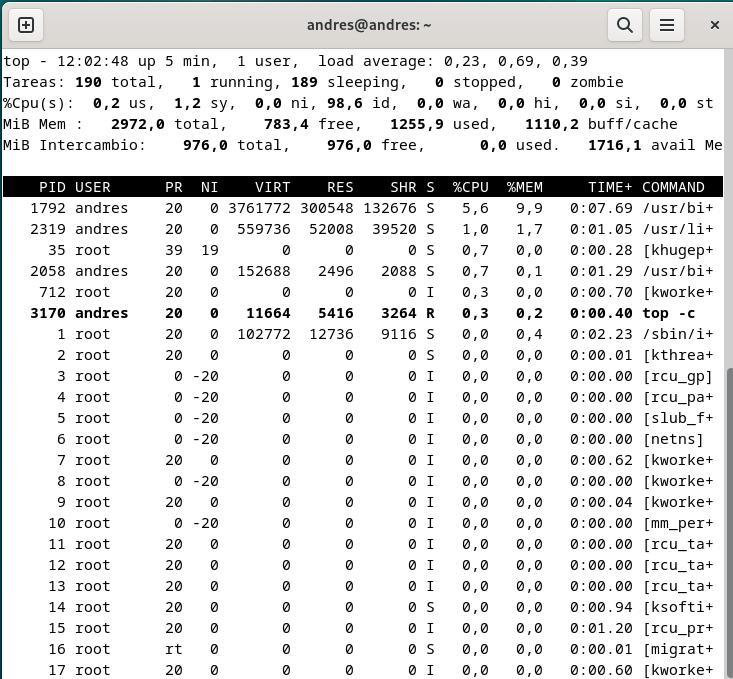 andres@andres: ~
top - 12:02:48 up 5 min,  1 user,  load average: 0,23, 0,69, 0,39
Tareas: 190 total,   1 running, 189 sleeping,   0 stopped,   0 zombie
%Cpu(s):  0,2 us,  1,2 sy,  0,0 ni, 98,6 id,  0,0 wa,  0,0 hi,  0,0 si,  0,0 st
MiB Mem :   2972,0 total,    783,4 free,   1255,9 used,   1110,2 buff/cache
MiB Intercambio:    976,0 total,    976,0 free,      0,0 used.   1716,1 avail Me
    PID USER      PR  NI    VIRT    RES    SHR S  %CPU  %MEM     TIME+ COMMAND
   1792 andres    20   0 3761772 300548 132676 S   5,6   9,9   0:07.69 /usr/bi+
   2319 andres    20   0  559736  52008  39520 S   1,0   1,7   0:01.05 /usr/li+
     35 root      39  19       0      0      0 S   0,7   0,0   0:00.28 [khugep+
   2058 andres    20   0  152688   2496   2088 S   0,7   0,1   0:01.29 /usr/bi+
    712 root      20   0       0      0      0 I   0,3   0,0   0:00.70 [kworke+
   3170 andres    20   0   11664   5416   3264 R   0,3   0,2   0:00.40 top -c
      1 root      20   0  102772  12736   9116 S   0,0   0,4   0:02.23 /sbin/i+
      2 root      20   0       0      0      0 S   0,0   0,0   0:00.01 [kthrea+
      3 root       0 -20       0      0      0 I   0,0   0,0   0:00.00 [rcu_gp]
      4 root       0 -20       0      0      0 I   0,0   0,0   0:00.00 [rcu_pa+
      5 root       0 -20       0      0      0 I   0,0   0,0   0:00.00 [slub_f+
      6 root       0 -20       0      0      0 I   0,0   0,0   0:00.00 [netns]
      7 root      20   0       0      0      0 I   0,0   0,0   0:00.62 [kworke+
      8 root       0 -20       0      0      0 I   0,0   0,0   0:00.00 [kworke+
      9 root      20   0       0      0      0 I   0,0   0,0   0:00.04 [kworke+
     10 root       0 -20       0      0      0 I   0,0   0,0   0:00.00 [mm_per+
     11 root      20   0       0      0      0 I   0,0   0,0   0:00.00 [rcu_ta+
     12 root      20   0       0      0      0 I   0,0   0,0   0:00.00 [rcu_ta+
     13 root      20   0       0      0      0 I   0,0   0,0   0:00.00 [rcu_ta+
     14 root      20   0       0      0      0 S   0,0   0,0   0:00.94 [ksofti+
     15 root      20   0       0      0      0 I   0,0   0,0   0:01.20 [rcu_pr+
     16 root      rt   0       0      0      0 S   0,0   0,0   0:00.01 [migrat+
     17 root      20   0       0      0      0 I   0,0   0,0   0:00.60 [kworke+